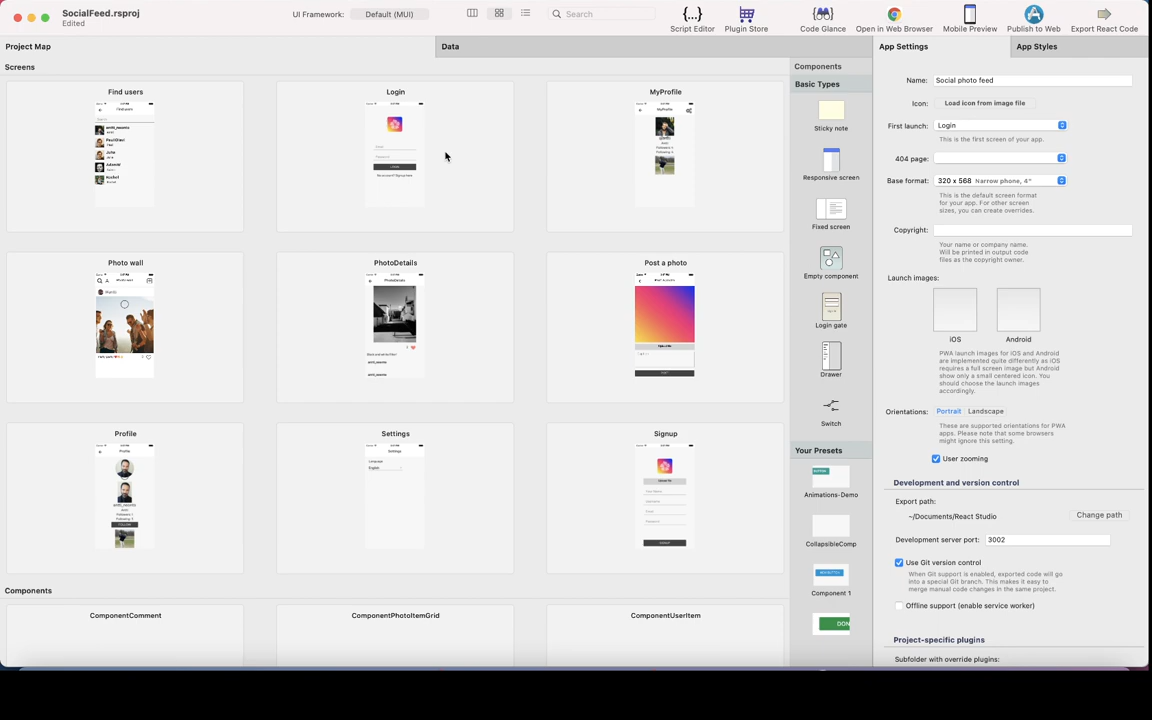 SocialFeed.rsproj
Edited
UI Framework: Default (MUI)
Search
Script Editor
Plugin Store
Code Glance
Open in Web Browser
Mobile Preview
Publish to Web
Export React Code
Project Map
Data
App Settings
App Styles
Screens
Find users
Login
MyProfile
Photo wall
PhotoDetails
Post a photo
Profile
Settings
Signup
Components
ComponentComment
ComponentPhotoItemGrid
ComponentUserItem
Components
Basic Types
Sticky note
Responsive screen
Fixed screen
Empty component
Login gate
Drawer
Switch
Your Presets
Animations-Demo
CollapsibleComp
Component 1
DON
Name: Social photo feed
Icon: Load icon from image file
First launch: Login
This is the first screen of your app.
404 page:
Base format: 320 x 568 Narrow phone, 4"
This is the default screen format
for your app. For other screen
sizes, you can create overrides.
Copyright:
Your name or company name.
Will be printed in output code
files as the copyright owner.
Launch images:
iOS
Android
PWA launch images for iOS and Android
are implemented quite differently as iOS
requires a full screen image but Android
show only a small centered icon. You
should choose the launch images
accordingly.
Orientations: Portrait Landscape
These are supported orientations for PWA
apps. Please note that some browsers
might ignore this setting.
User zooming
Development and version control
Export path:
~/Documents/React Studio
Change path
Development server port: 3002
Use Git version control
When Git support is enabled, exported code will go
into a special Git branch. This makes it easy to
merge manual code changes in the same project.
Offline support (enable service worker)
Project-specific plugins
Subfolder with override plugins: